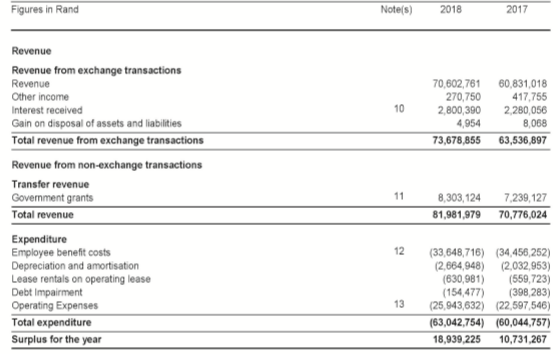 Figures in Rand Note(s) 2018 2017
Revenue
Revenue from exchange transactions
Revenue 70,602,761 60,831,018
Other income 270,750 417,755
Interest received 10 2,800,390 2,280,056
Gain on disposal of assets and liabilities 4,954 8,068
Total revenue from exchange transactions 73,678,855 63,536,897
Revenue from non-exchange transactions
Transfer revenue
Government grants 11 8,303,124 7,239,127
Total revenue 81,981,979 70,776,024
Expenditure
Employee benefit costs 12 (33,648,716) (34,456,252)
Depreciation and amortisation (2,664,948) (2,032,953)
Lease rentals on operating lease (630,981) (559,723)
Debt Impairment (154,477) (398,283)
Operating Expenses 13 (25,943,632) (22,597,546)
Total expenditure (63,042,754) (60,044,757)
Surplus for the year 18,939,225 10,731,267